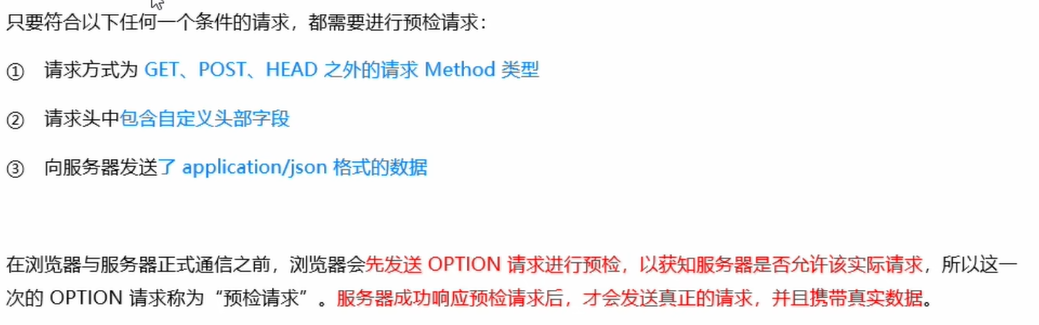 只要符合以下任何一个条件的请求，都需要进行预检请求：
① 请求方式为 GET、POST、HEAD 之外的请求 Method 类型
② 请求头中包含自定义头部字段
③ 向服务器发送了 application/json 格式的数据
在浏览器与服务器正式通信之前，浏览器会先发送 OPTION 请求进行预检，以获知服务器是否允许该实际请求，所以这一
次的 OPTION 请求称为“预检请求”。服务器成功响应预检请求后，才会发送真正的请求，并且携带真实数据。